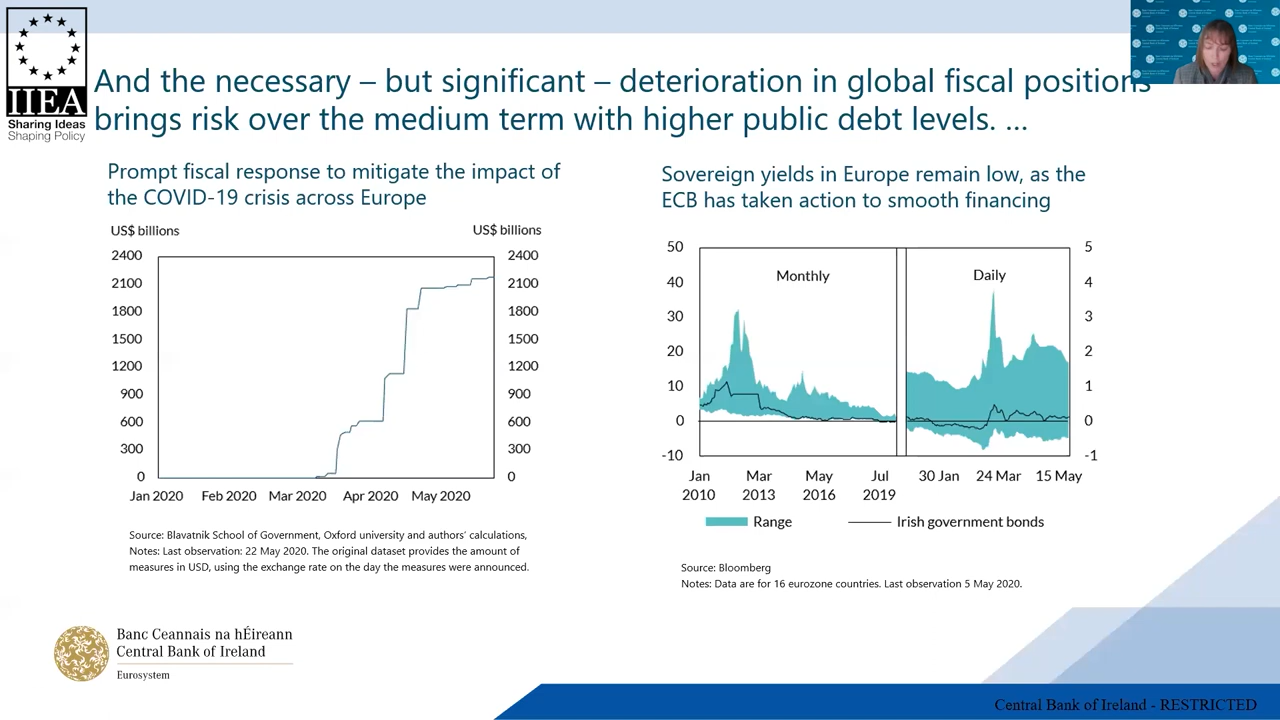 IIEA
Sharing Ideas
Shaping Policy
And the necessary – but significant – deterioration in global fiscal positions
brings risk over the medium term with higher public debt levels. ...
Prompt fiscal response to mitigate the impact of
the COVID-19 crisis across Europe
US$ billions
US$ billions
2400
2100
1800
1500
1200
900
600
300
0
2400
2100
1800
1500
1200
900
600
300
0
Jan 2020 Feb 2020 Mar 2020 Apr 2020 May 2020
Source: Blavatnik School of Government, Oxford university and authors' calculations,
Notes: Last observation: 22 May 2020. The original dataset provides the amount of
measures in USD, using the exchange rate on the day the measures were announced.
Sovereign yields in Europe remain low, as the
ECB has taken action to smooth financing
50
40
30
20
10
0
-10
Monthly Daily
5
4
3
2
1
0
-1
Jan Mar May Jul 30 Jan 24 Mar 15 May
2010 2013 2016 2019
Range Irish government bonds
Source: Bloomberg
Notes: Data are for 16 eurozone countries. Last observation 5 May 2020.
Banc Ceannais na hÉireann
Central Bank of Ireland
Eurosystem
Central Bank of Ireland - RESTRICTED